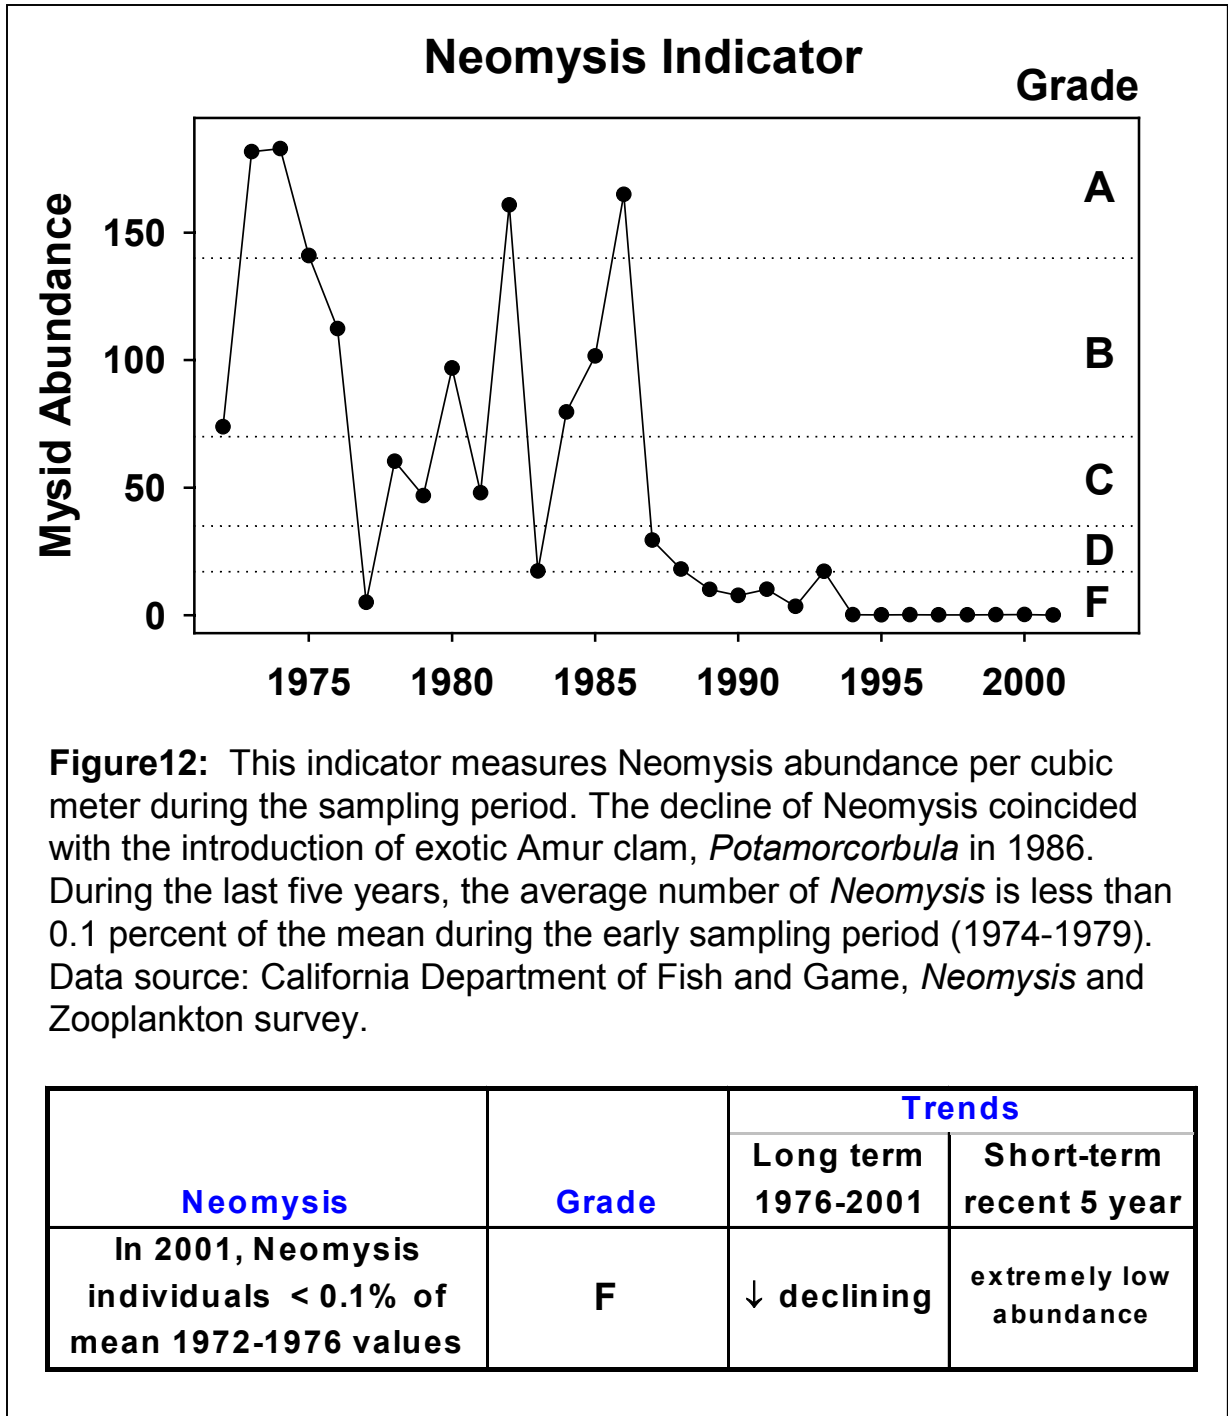 Neomysis Indicator
Grade
Mysid Abundance
150
100
50
0
A
B
C
D
F
1975 1980 1985 1990 1995 2000
Figure12: This indicator measures Neomysis abundance per cubic
meter during the sampling period. The decline of Neomysis coincided
with the introduction of exotic Amur clam, Potamorcorbula in 1986.
During the last five years, the average number of Neomysis is less than
0.1 percent of the mean during the early sampling period (1974-1979).
Data source: California Department of Fish and Game, Neomysis and
Zooplankton survey.
Trends
Neomysis
Grade
Long term
1976-2001
Short-term
recent 5 year
In 2001, Neomysis
individuals < 0.1% of
mean 1972-1976 values
F
↓ declining
extremely low
abundance